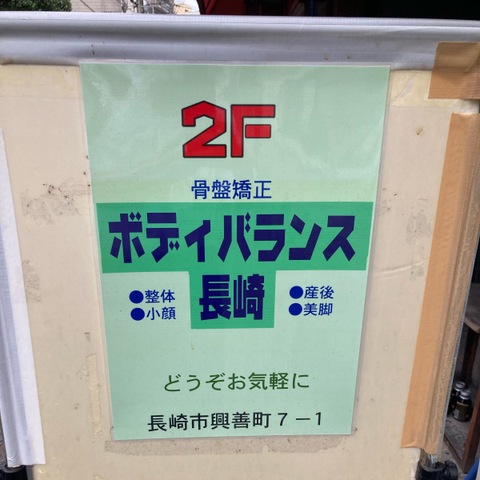 2F
骨盤矯正
ボディバランス
長崎
●整体
●小顔
●産後
●美脚
どうぞお気軽に
長崎市興善町7-1